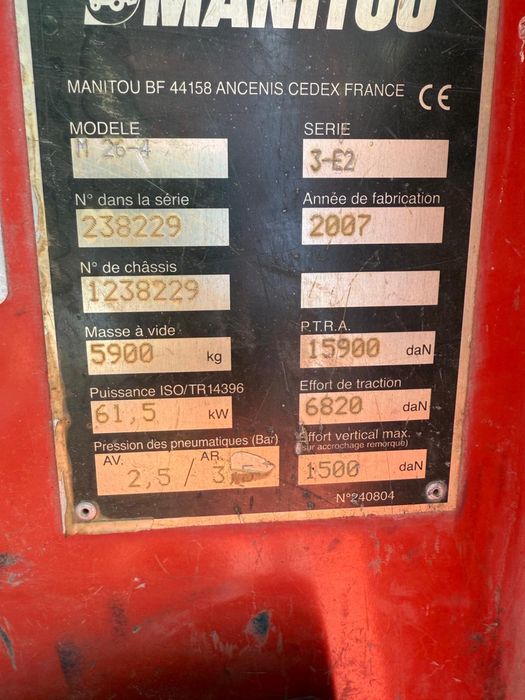 MANITOU
MANITOU BF 44158 ANCENIS CEDEX FRANCE CE
MODELE SERIE
M 26-4 3-E2
N° dans la série Année de fabrication
238229 2007
N° de châssis
1238229
Masse à vide P.T.R.A.
5900 kg 15900 daN
Puissance ISO/TR14396 Effort de traction
61,5 kW 6820 daN
Pression des pneumatiques (Bar) Effort vertical max.
(sur accrochage remorque)
AV. AR.
2,5 / 3 1500 daN
N°240804